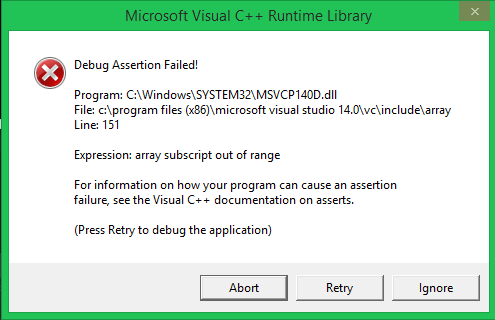 Microsoft Visual C++ Runtime Library
Debug Assertion Failed!
Program: C:\Windows\SYSTEM32\MSVCP140D.dll
File: c:\program files (x86)\microsoft visual studio 14.0\vc\include\array
Line: 151
Expression: array subscript out of range
For information on how your program can cause an assertion
failure, see the Visual C++ documentation on asserts.
(Press Retry to debug the application)
Abort Retry Ignore